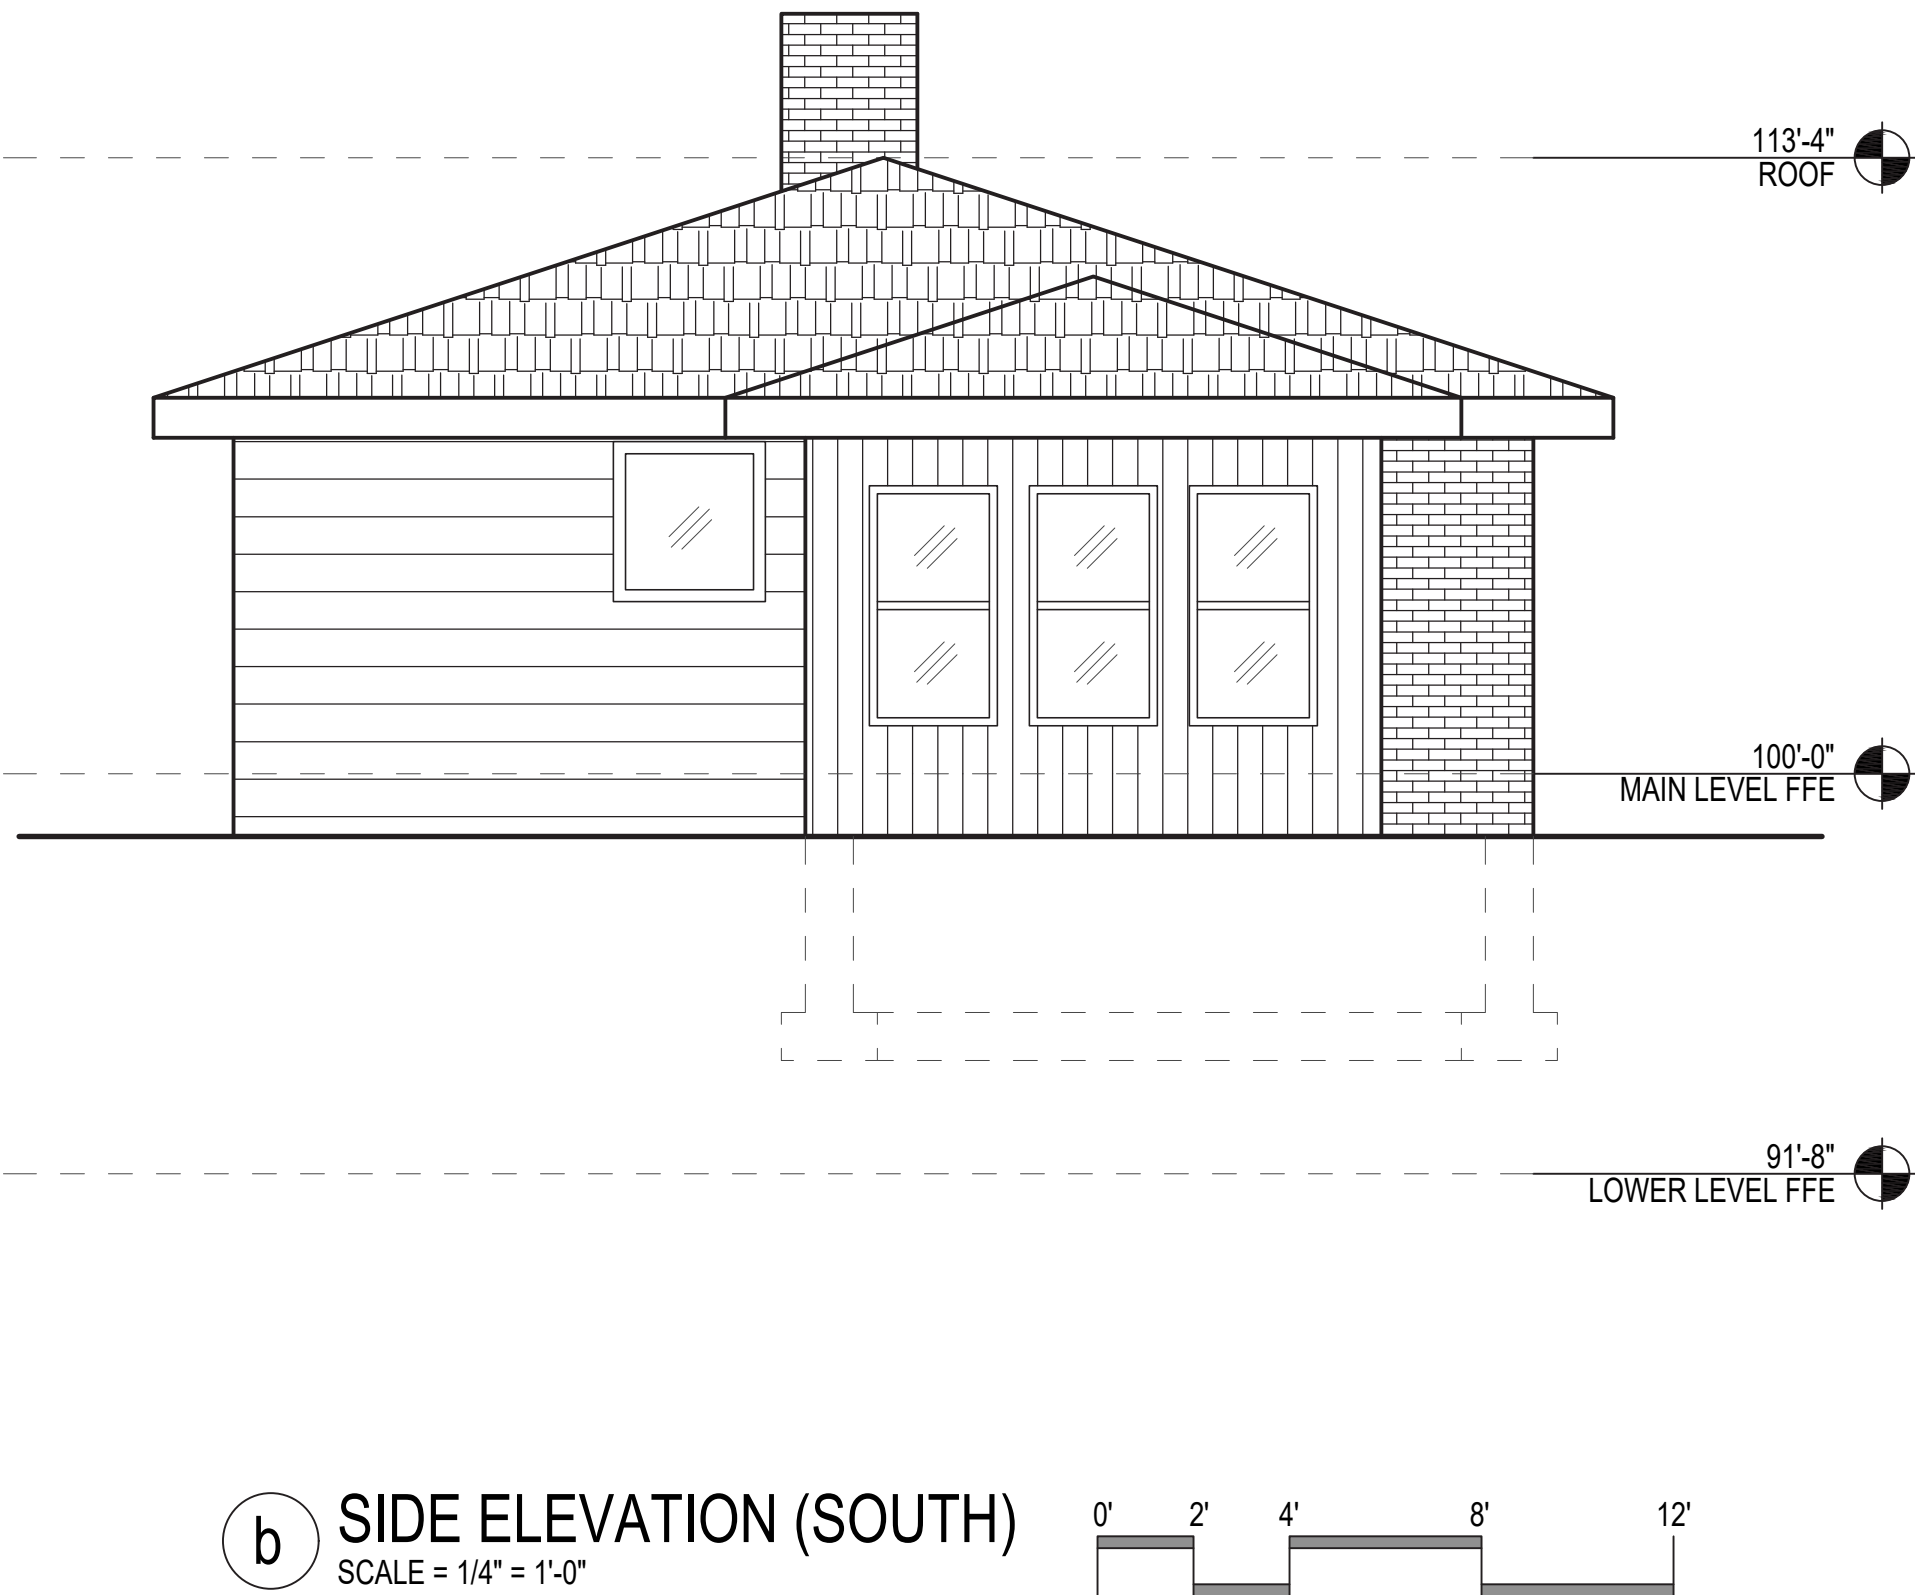 113'-4"
ROOF
100'-0"
MAIN LEVEL FFE
91'-8"
LOWER LEVEL FFE
b
SIDE ELEVATION (SOUTH)
SCALE = 1/4" = 1'-0"
0' 2' 4' 8' 12'